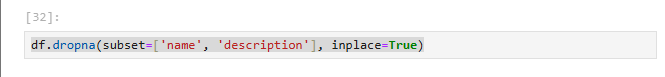 [32]:
df.dropna(subset=['name', 'description'], inplace=True)